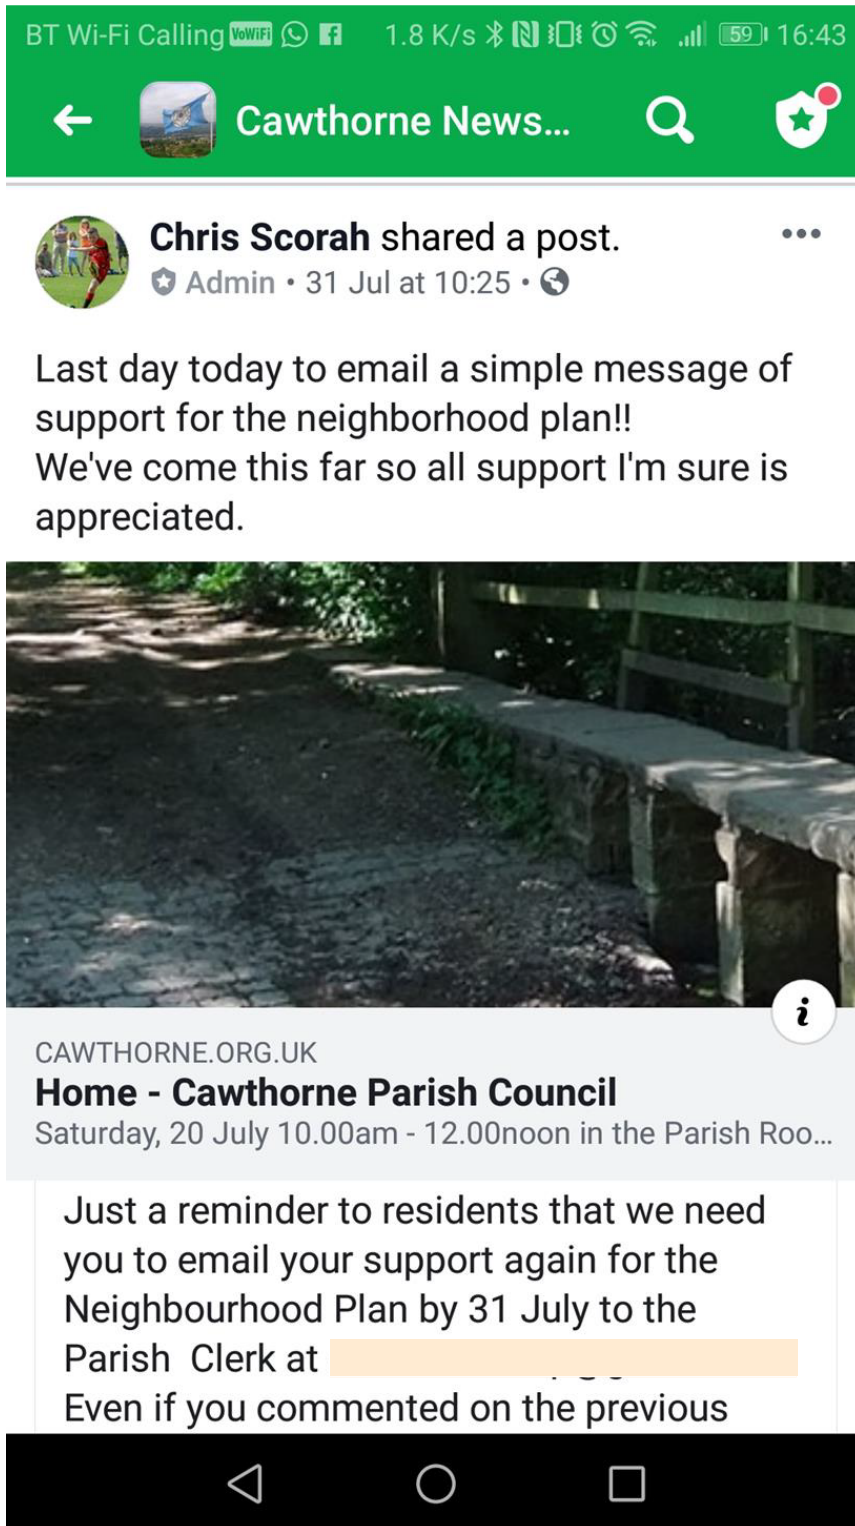 BT Wi-Fi Calling VoWiFi 1.8 K/s 59 16:43
Cawthorne News...
Chris Scorah shared a post.
Admin • 31 Jul at 10:25 •
Last day today to email a simple message of
support for the neighborhood plan!!
We've come this far so all support I'm sure is
appreciated.
i
CAWTHORNE.ORG.UK
Home - Cawthorne Parish Council
Saturday, 20 July 10.00am - 12.00noon in the Parish Roo...
Just a reminder to residents that we need
you to email your support again for the
Neighbourhood Plan by 31 July to the
Parish Clerk at
Even if you commented on the previous